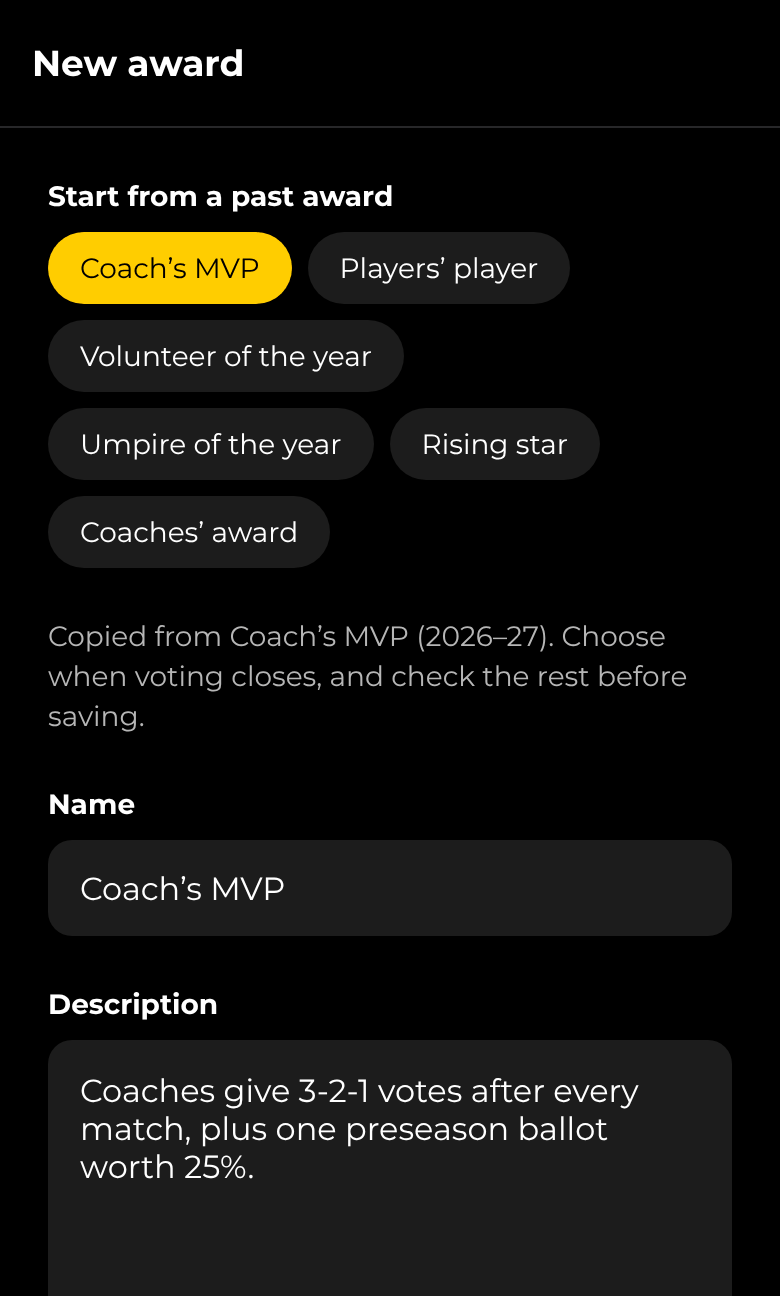 New award
Start from a past award
Coach’s MVP
Players’ player
Volunteer of the year
Umpire of the year
Rising star
Coaches’ award
Copied from Coach’s MVP (2026–27). Choose
when voting closes, and check the rest before
saving.
Name
Coach’s MVP
Description
Coaches give 3-2-1 votes after every
match, plus one preseason ballot
worth 25%.